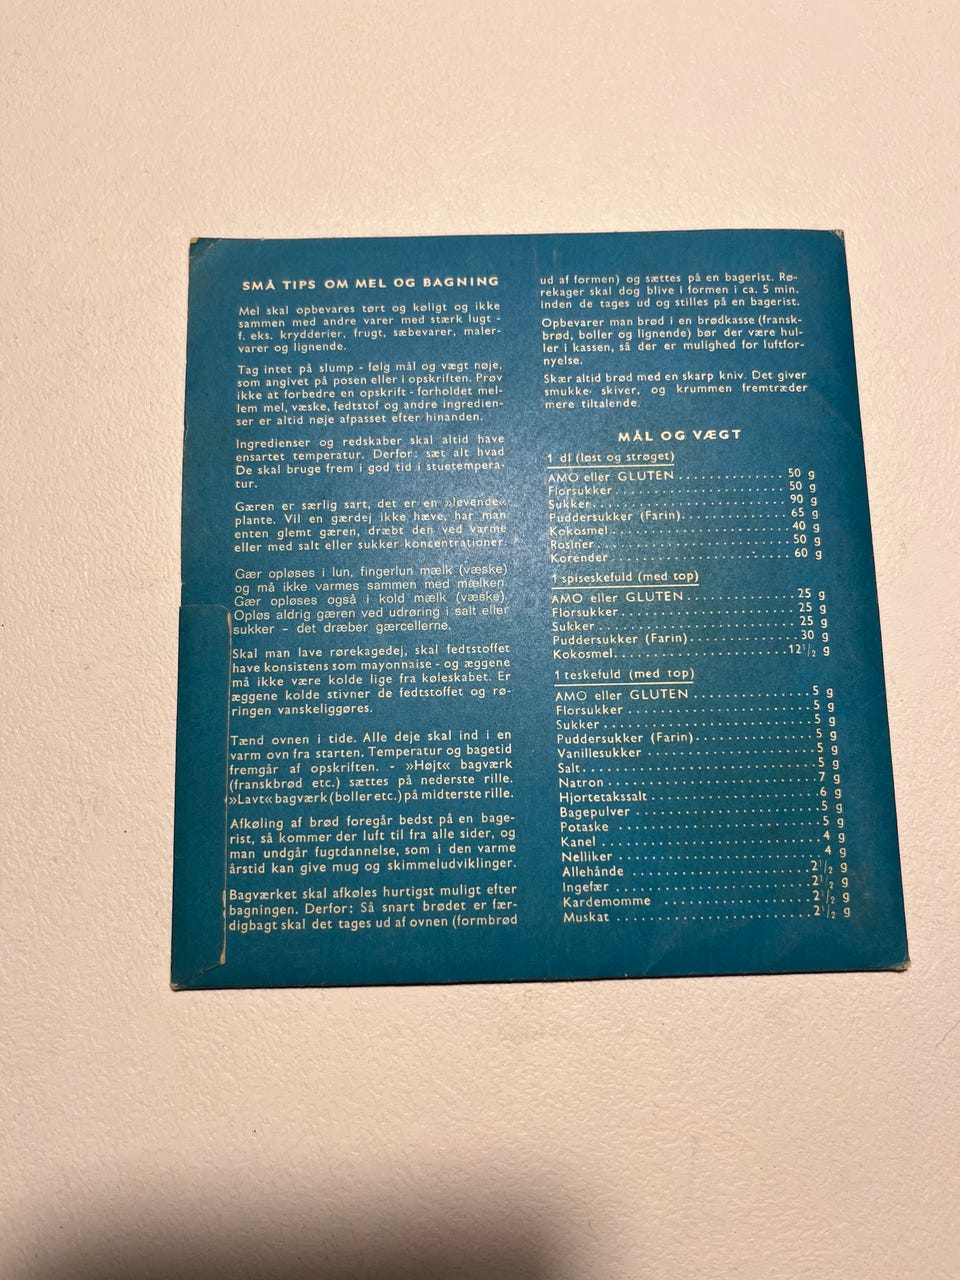 SMÅ TIPS OM MEL OG BAGNING
Mel skal opbevares tørt og køligt og ikke
sammen med andre varer med stærk lugt -
f. eks. krydderier, frugt, sæbevarer, maler-
varer og lignende.
Tag intet på slump - følg mål og vægt nøje,
som angivet på posen eller i opskriften. Prøv
ikke at forbedre en opskrift - forholdet mel-
lem mel, væske, fedtstof og andre ingredien-
ser er altid nøje afpasset efter hinanden.
Ingredienser og redskaber skal altid have
ensartet temperatur. Derfor: sæt alt hvad
De skal bruge frem i god tid i stuetempera-
tur.
Gæren er særlig sart, det er en »levende«
plante. Vil en gærdej ikke hæve, har man
enten glemt gæren, dræbt den ved varme
eller med salt eller sukker koncentrationer.
Gær opløses i lun, fingerlun mælk (væske)
og må ikke varmes sammen med mælken.
Gær opløses også i kold mælk (væske).
Opløs aldrig gæren ved udrøring i salt eller
sukker - det dræber gærcellerne.
Skal man lave rørekagedej, skal fedtstoffet
have konsistens som mayonnaise - og æggene
må ikke være kolde lige fra køleskabet. Er
æggene kolde stivner de fedtstoffet og rø-
ringen vanskeliggøres.
Tænd ovnen i tide. Alle deje skal ind i en
varm ovn fra starten. Temperatur og bagetid
fremgår af opskriften. - »Højt« bagværk
(franskbrød etc.) sættes på nederste rille.
»Lavt« bagværk (boller etc.) på midterste rille.
Afkøling af brød foregår bedst på en bage-
rist, så kommer der luft til fra alle sider, og
man undgår fugtdannelse, som i den varme
årstid kan give mug og skimmeludviklinger.
Bagværket skal afkøles hurtigst muligt efter
bagningen. Derfor: Så snart brødet er fær-
digbagt skal det tages ud af ovnen (formbrød
ud af formen) og sættes på en bagerist. Rø-
rekager skal dog blive i formen i ca. 5 min.
inden de tages ud og stilles på en bagerist.
Opbevarer man brød i en brødkasse (fransk-
brød, boller og lignende) bør der være hul-
ler i kassen, så der er mulighed for luftfor-
nyelse.
Skær altid brød med en skarp kniv. Det giver
smukke skiver, og krummen fremtræder
mere tiltalende.
MÅL OG VÆGT
1 dl (løst og strøget)
AMO eller GLUTEN 50 g
Florsukker 50 g
Sukker 90 g
Puddersukker (Farin) 65 g
Kokosmel 40 g
Rosiner 50 g
Korender 60 g
1 spiseskefuld (med top)
AMO eller GLUTEN 25 g
Florsukker 25 g
Sukker 25 g
Puddersukker (Farin) 30 g
Kokosmel 12 1/2 g
1 teskefuld (med top)
AMO eller GLUTEN 5 g
Florsukker 5 g
Sukker 5 g
Puddersukker (Farin) 5 g
Vanillesukker 5 g
Salt 5 g
Natron 7 g
Hjortetakssalt 6 g
Bagepulver 5 g
Potaske 5 g
Kanel 4 g
Nelliker 4 g
Allehånde 2 1/2 g
Ingefær 2 1/2 g
Kardemomme 2 1/2 g
Muskat 2 1/2 g